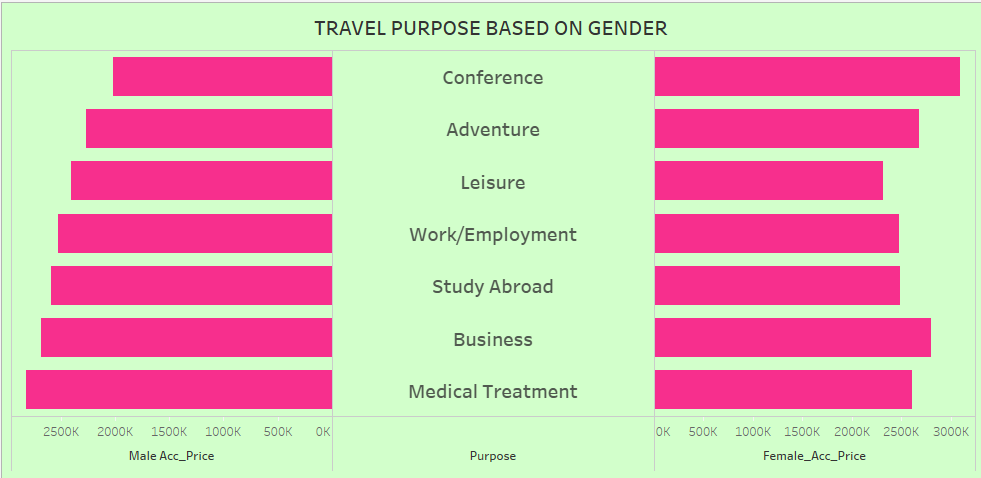 TRAVEL PURPOSE BASED ON GENDER
Conference
Adventure
Leisure
Work/Employment
Study Abroad
Business
Medical Treatment
2500K 2000K 1500K 1000K 500K 0K 0K 500K 1000K 1500K 2000K 2500K 3000K
Male Acc_Price Purpose Female_Acc_Price